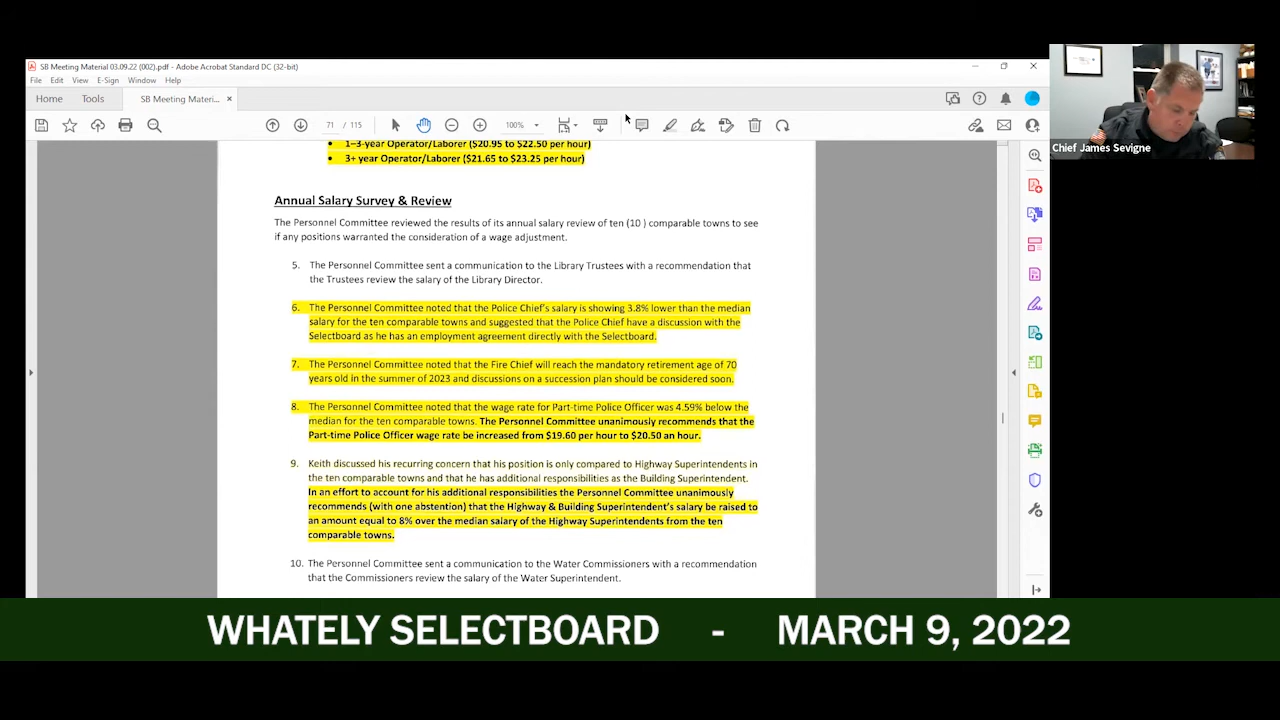 SB Meeting Material 03.09.22 (002).pdf - Adobe Acrobat Standard DC (32-bit)
File Edit View E-Sign Window Help
Home Tools SB Meeting Materi... ×
71 / 115 100%
• 1–3-year Operator/Laborer ($20.95 to $22.50 per hour)
• 3+ year Operator/Laborer ($21.65 to $23.25 per hour)
Annual Salary Survey & Review
The Personnel Committee reviewed the results of its annual salary review of ten (10 ) comparable towns to see
if any positions warranted the consideration of a wage adjustment.
5. The Personnel Committee sent a communication to the Library Trustees with a recommendation that
the Trustees review the salary of the Library Director.
6. The Personnel Committee noted that the Police Chief's salary is showing 3.8% lower than the median
salary for the ten comparable towns and suggested that the Police Chief have a discussion with the
Selectboard as he has an employment agreement directly with the Selectboard.
7. The Personnel Committee noted that the Fire Chief will reach the mandatory retirement age of 70
years old in the summer of 2023 and discussions on a succession plan should be considered soon.
8. The Personnel Committee noted that the wage rate for Part-time Police Officer was 4.59% below the
median for the ten comparable towns. The Personnel Committee unanimously recommends that the
Part-time Police Officer wage rate be increased from $19.60 per hour to $20.50 an hour.
9. Keith discussed his recurring concern that his position is only compared to Highway Superintendents in
the ten comparable towns and that he has additional responsibilities as the Building Superintendent.
In an effort to account for his additional responsibilities the Personnel Committee unanimously
recommends (with one abstention) that the Highway & Building Superintendent's salary be raised to
an amount equal to 8% over the median salary of the Highway Superintendents from the ten
comparable towns.
10. The Personnel Committee sent a communication to the Water Commissioners with a recommendation
that the Commissioners review the salary of the Water Superintendent.
Chief James Sevigne
WHATELY SELECTBOARD - MARCH 9, 2022